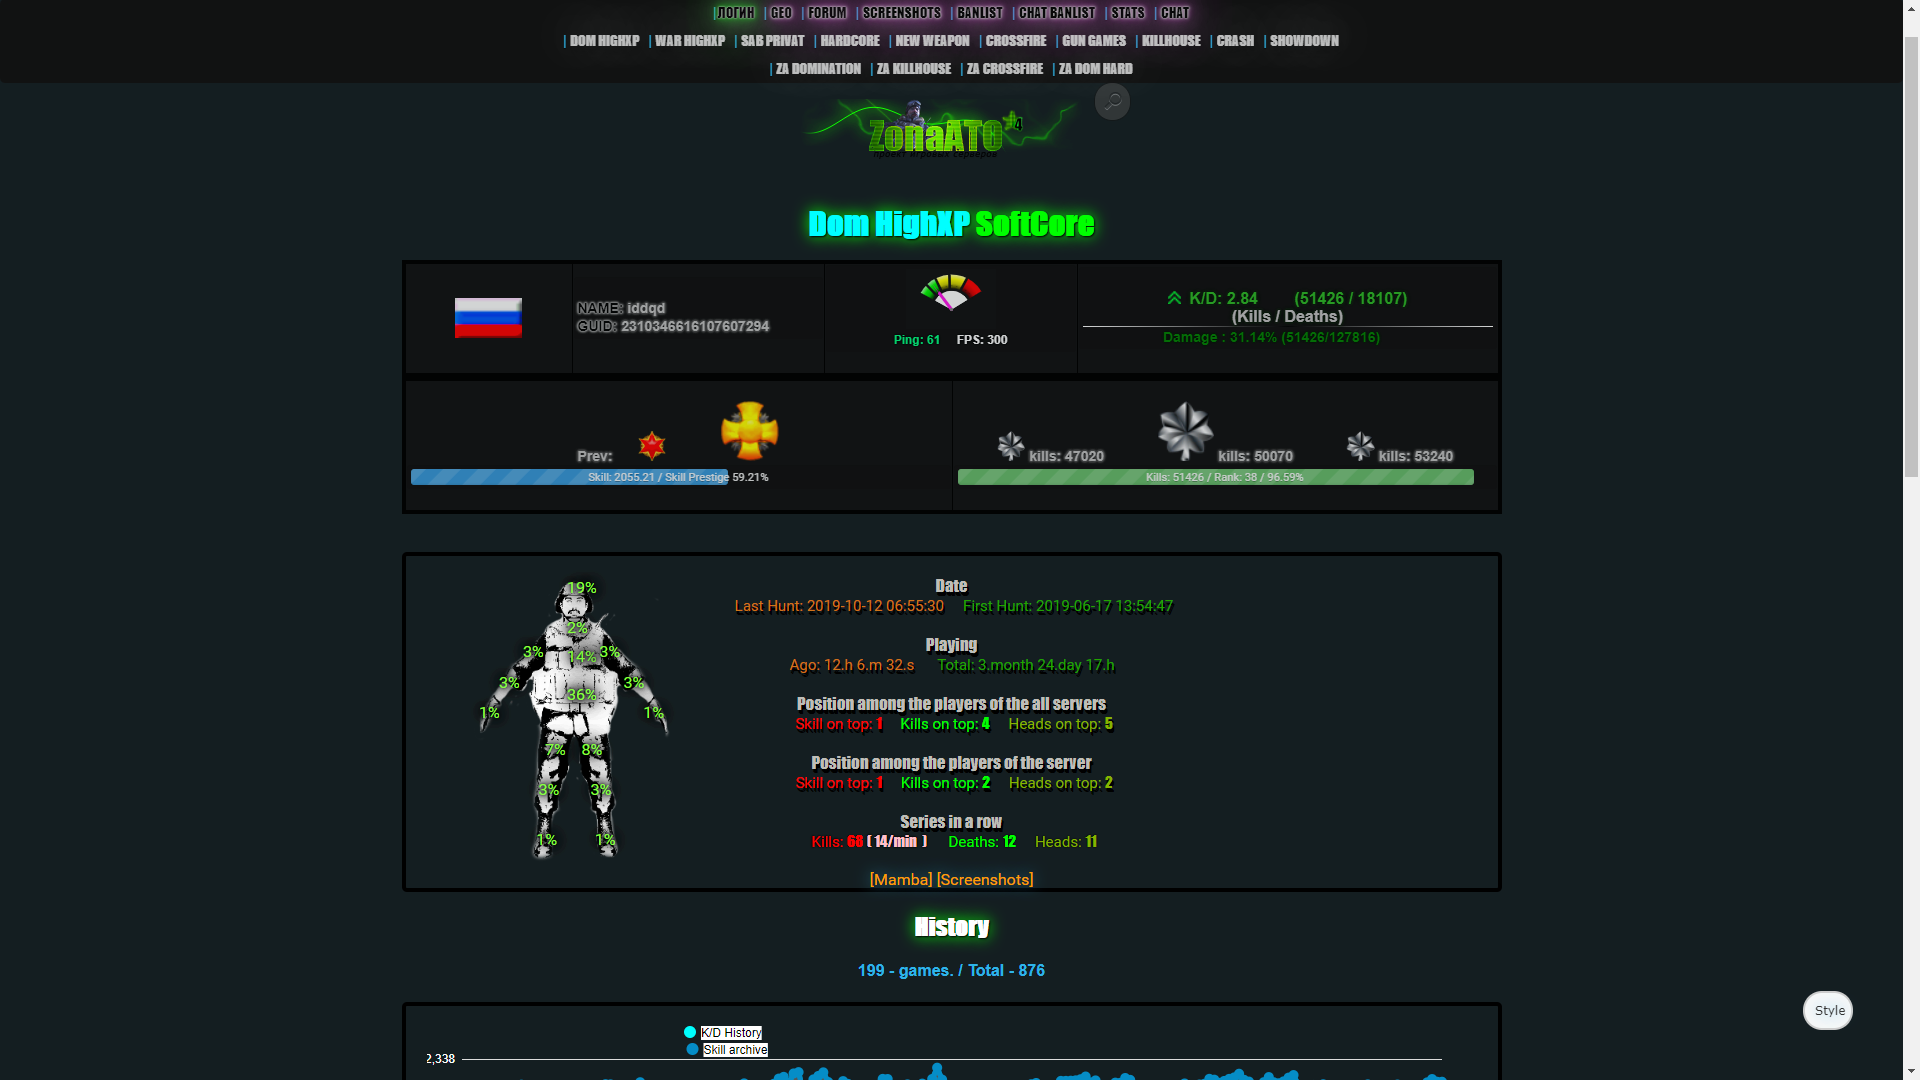 |ЛОГИН | GEO | FORUM | SCREENSHOTS | BANLIST | CHAT BANLIST | STATS | CHAT
| DOM HIGHXP | WAR HIGHXP | SAB PRIVAT | HARDCORE | NEW WEAPON | CROSSFIRE | GUN GAMES | KILLHOUSE | CRASH | SHOWDOWN
| ZA DOMINATION | ZA KILLHOUSE | ZA CROSSFIRE | ZA DOM HARD
ZonaATO 4
проект игровых серверов
Dom HighXP SoftCore
NAME: iddqd
GUID: 2310346616107607294
Ping: 61 FPS: 300
K/D: 2.84 (51426 / 18107)
(Kills / Deaths)
Damage : 31.14% (51426/127816)
Prev:
Skill: 2055.21 / Skill Prestige 59.21%
kills: 47020 kills: 50070 kills: 53240
Kills: 51426 / Rank: 38 / 96.59%
19%
2%
3% 14% 3%
3% 36% 3%
1% 1%
7% 8%
3% 3%
1% 1%
Date
Last Hunt: 2019-10-12 06:55:30 First Hunt: 2019-06-17 13:54:47
Playing
Ago: 12.h 6.m 32.s Total: 3.month 24.day 17.h
Position among the players of the all servers
Skill on top: 1 Kills on top: 4 Heads on top: 5
Position among the players of the server
Skill on top: 1 Kills on top: 2 Heads on top: 2
Series in a row
Kills: 68 ( 14/min ) Deaths: 12 Heads: 11
[Mamba] [Screenshots]
History
199 - games. / Total - 876
K/D History
Skill archive
2,338
Style